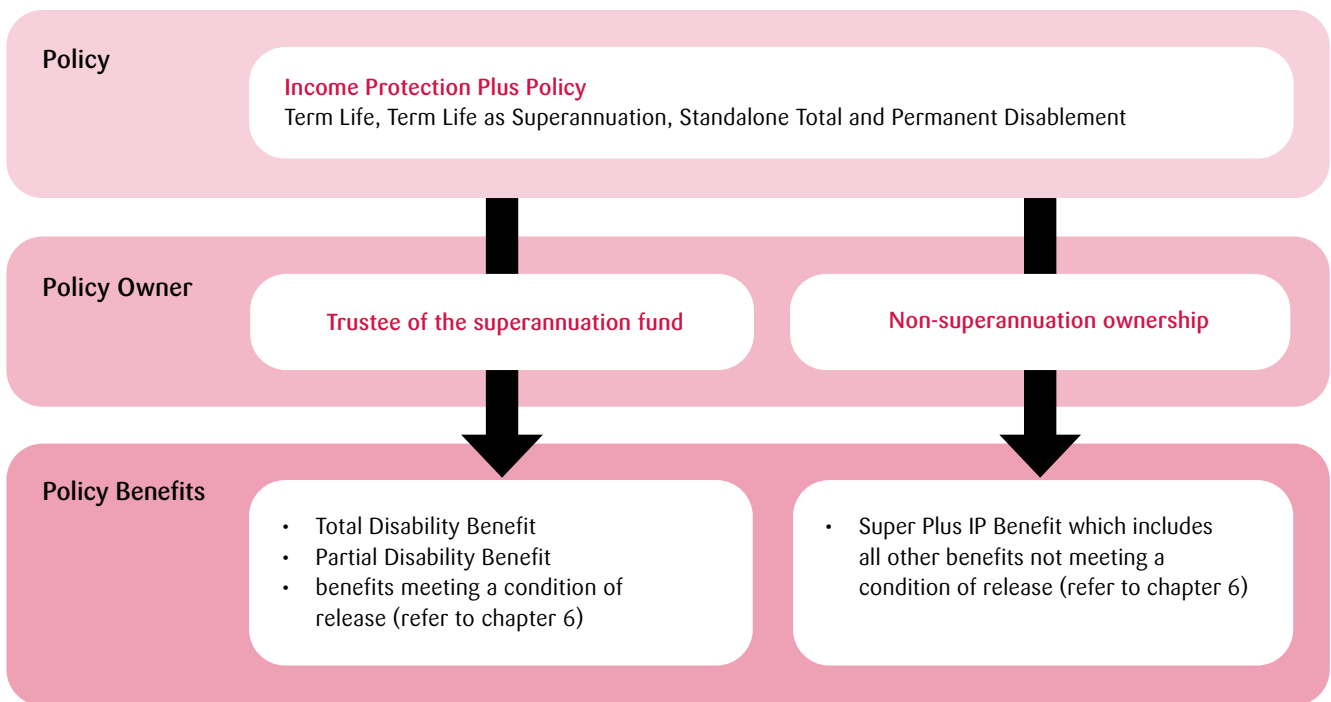 Policy
Income Protection Plus Policy
Term Life, Term Life as Superannuation, Standalone Total and Permanent Disablement
Policy Owner
Trustee of the superannuation fund
Non-superannuation ownership
Policy Benefits
• Total Disability Benefit
• Partial Disability Benefit
• benefits meeting a condition of
release (refer to chapter 6)
• Super Plus IP Benefit which includes
all other benefits not meeting a
condition of release (refer to chapter 6)